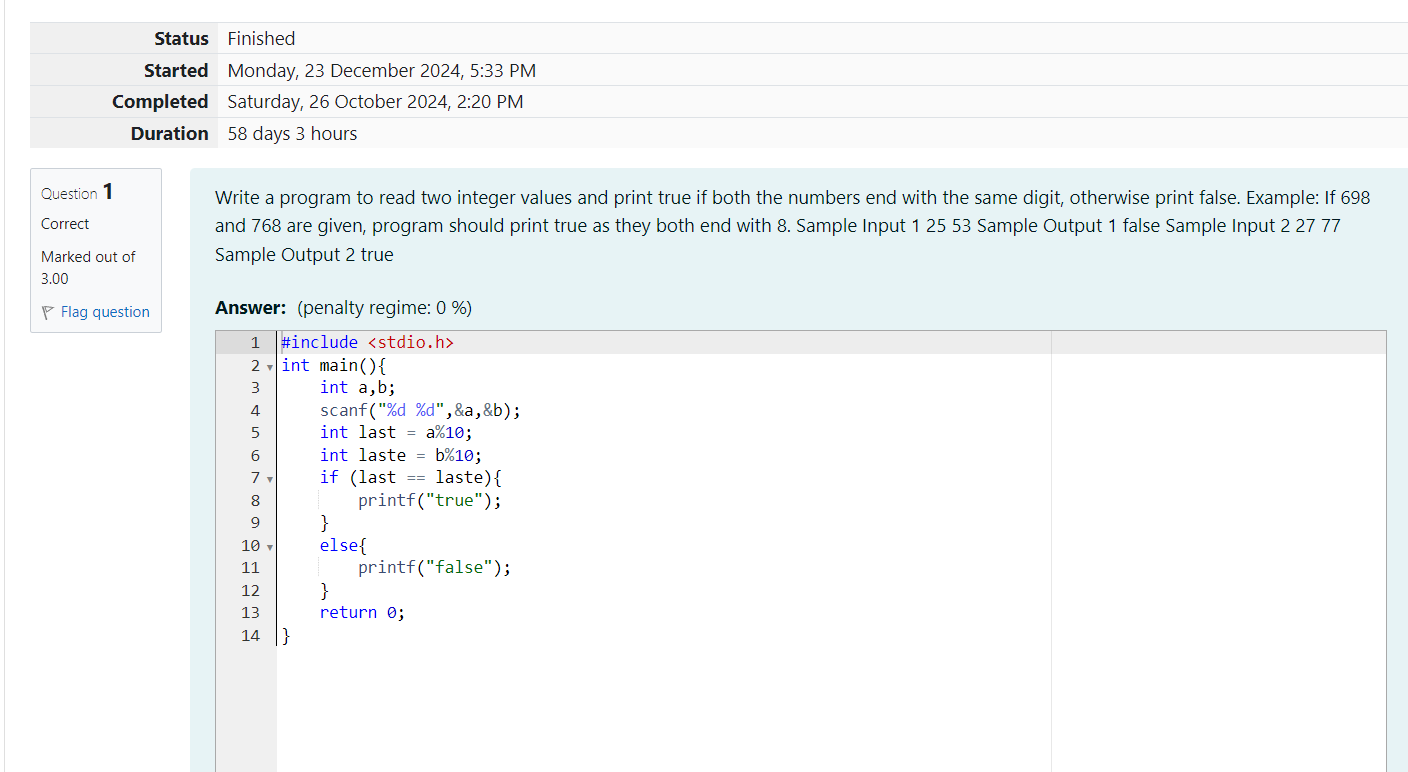 Status Finished
Started Monday, 23 December 2024, 5:33 PM
Completed Saturday, 26 October 2024, 2:20 PM
Duration 58 days 3 hours
Question 1
Correct
Marked out of
3.00
Flag question
Write a program to read two integer values and print true if both the numbers end with the same digit, otherwise print false. Example: If 698
and 768 are given, program should print true as they both end with 8. Sample Input 1 25 53 Sample Output 1 false Sample Input 2 27 77
Sample Output 2 true
Answer: (penalty regime: 0 %)
1 #include <stdio.h>
2 int main(){
3     int a,b;
4     scanf("%d %d",&a,&b);
5     int last = a%10;
6     int laste = b%10;
7     if (last == laste){
8         printf("true");
9     }
10     else{
11         printf("false");
12     }
13     return 0;
14 }